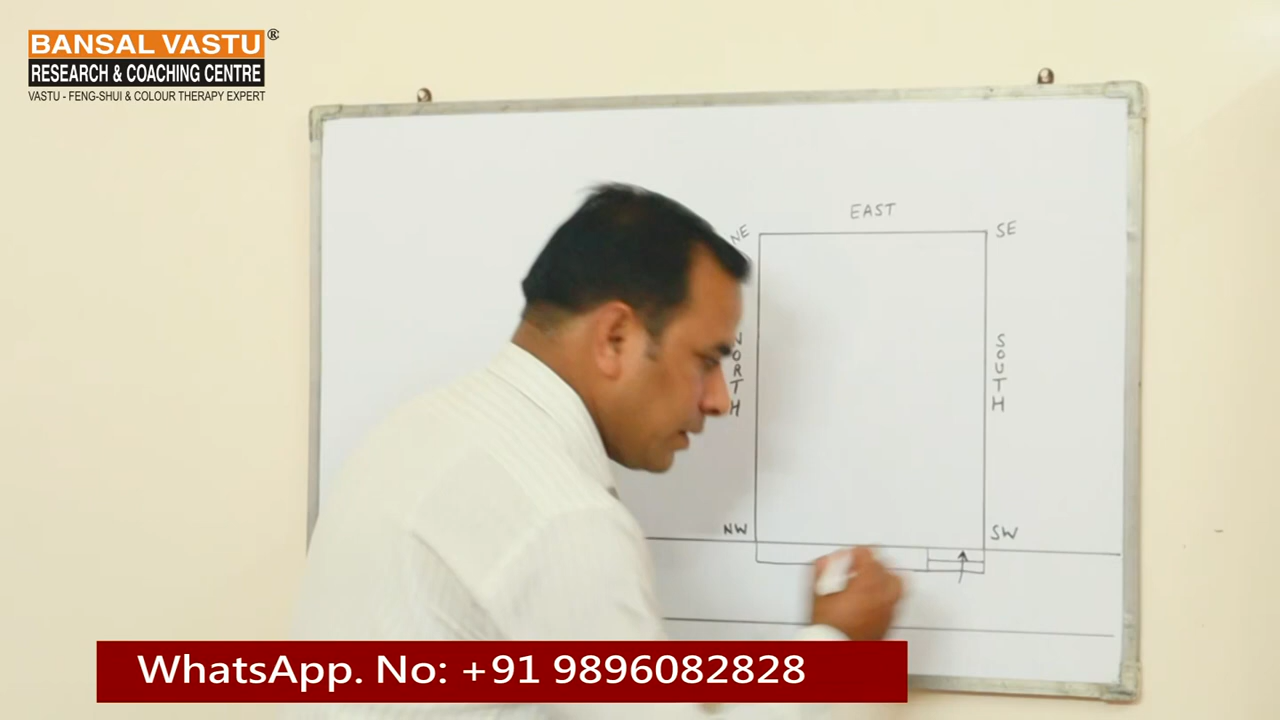 BANSAL VASTU ®
RESEARCH & COACHING CENTRE
VASTU - FENG-SHUI & COLOUR THERAPY EXPERT
EAST
NE
SE
NORTH
SOUTH
NW
SW
WhatsApp. No: +91 9896082828